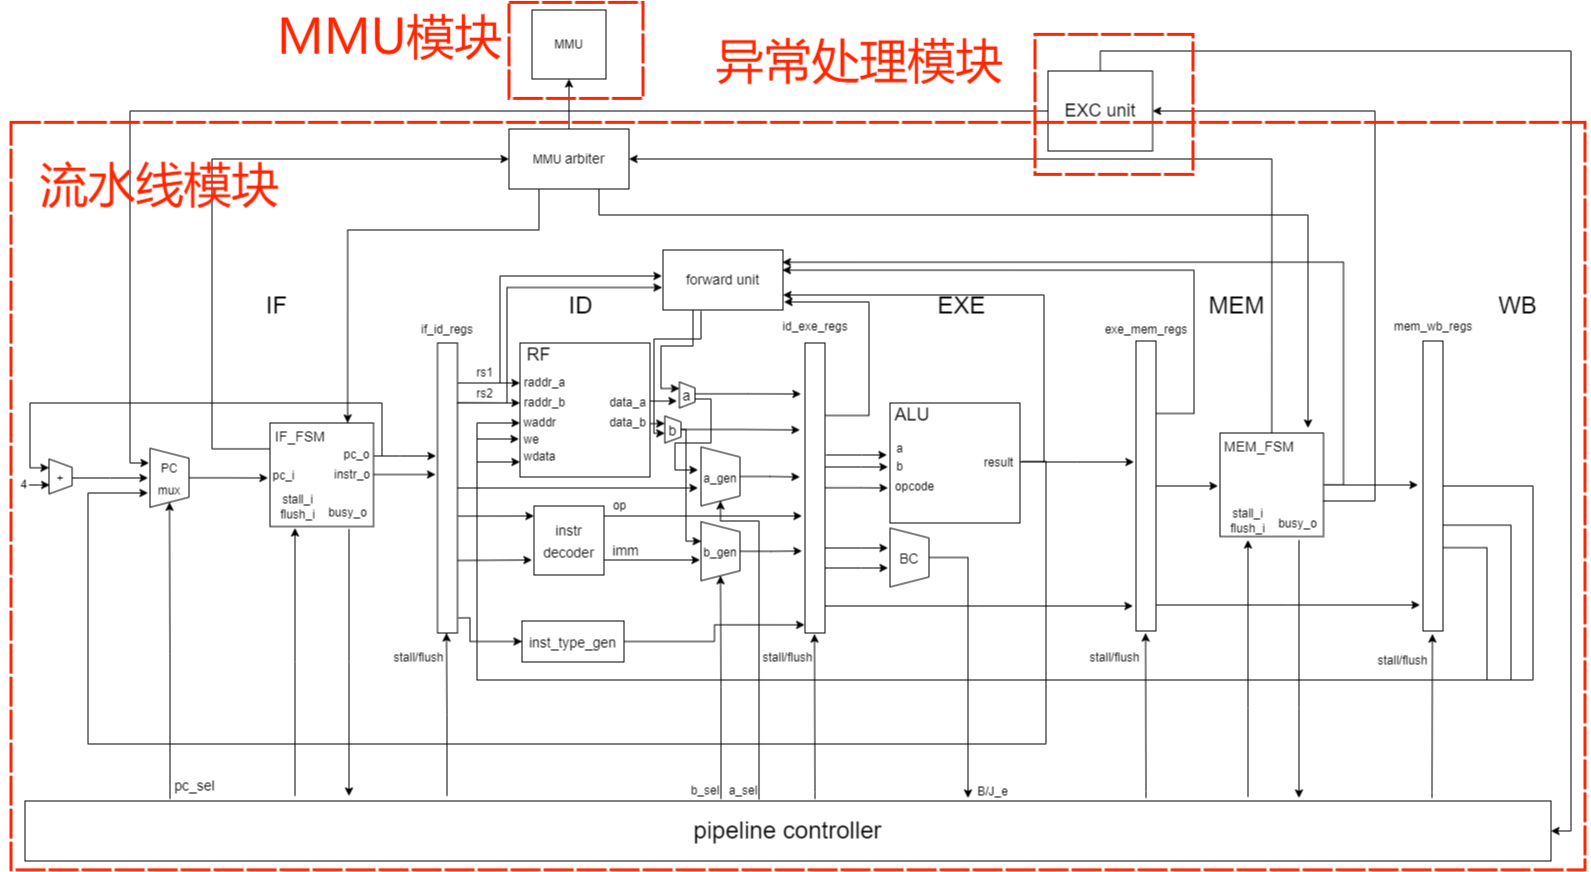 MMU模块
MMU
异常处理模块
EXC unit
流水线模块
MMU arbiter
forward unit
IF
ID
EXE
MEM
WB
if_id_regs
id_exe_regs
exe_mem_regs
mem_wb_regs
RF
rs1
raddr_a
rs2
raddr_b
data_a
waddr
data_b
we
wdata
a
b
ALU
a
b
opcode
result
IF_FSM
pc_o
instr_o
pc_i
stall_i
flush_i
busy_o
PC
mux
+
4
a_gen
b_gen
op
instr
decoder
imm
BC
MEM_FSM
stall_i
flush_i
busy_o
inst_type_gen
stall/flush
stall/flush
stall/flush
stall/flush
pc_sel
b_sel
a_sel
B/J_e
pipeline controller